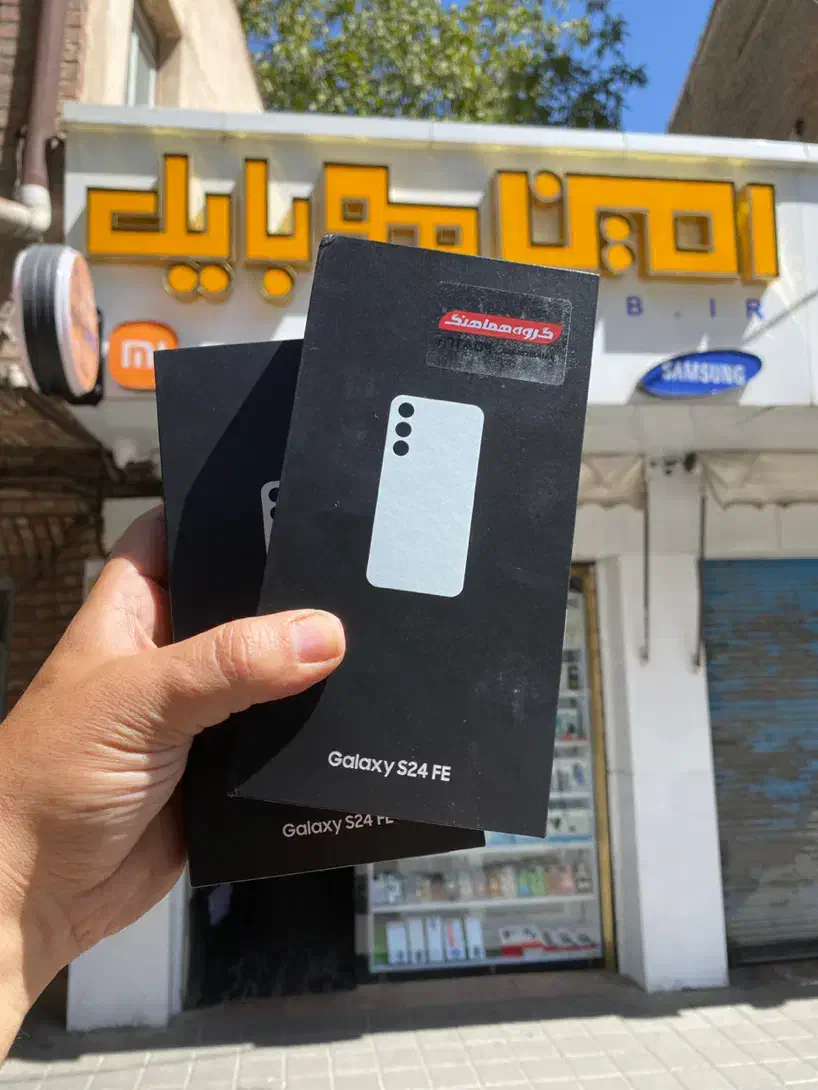 امین موبایل
B.IR
mi
SAMSUNG
گروه هماهنگ
Galaxy S24 FE
Galaxy S24 FE